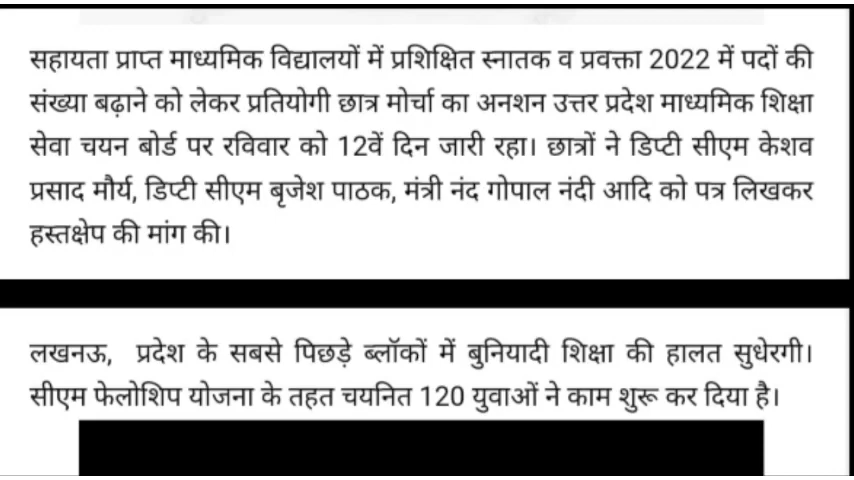 सहायता प्राप्त माध्यमिक विद्यालयों में प्रशिक्षित स्नातक व प्रवक्ता 2022 में पदों की
संख्या बढ़ाने को लेकर प्रतियोगी छात्र मोर्चा का अनशन उत्तर प्रदेश माध्यमिक शिक्षा
सेवा चयन बोर्ड पर रविवार को 12वें दिन जारी रहा। छात्रों ने डिप्टी सीएम केशव
प्रसाद मौर्य, डिप्टी सीएम बृजेश पाठक, मंत्री नंद गोपाल नंदी आदि को पत्र लिखकर
हस्तक्षेप की मांग की।
लखनऊ, प्रदेश के सबसे पिछड़े ब्लॉकों में बुनियादी शिक्षा की हालत सुधेरगी।
सीएम फेलोशिप योजना के तहत चयनित 120 युवाओं ने काम शुरू कर दिया है।